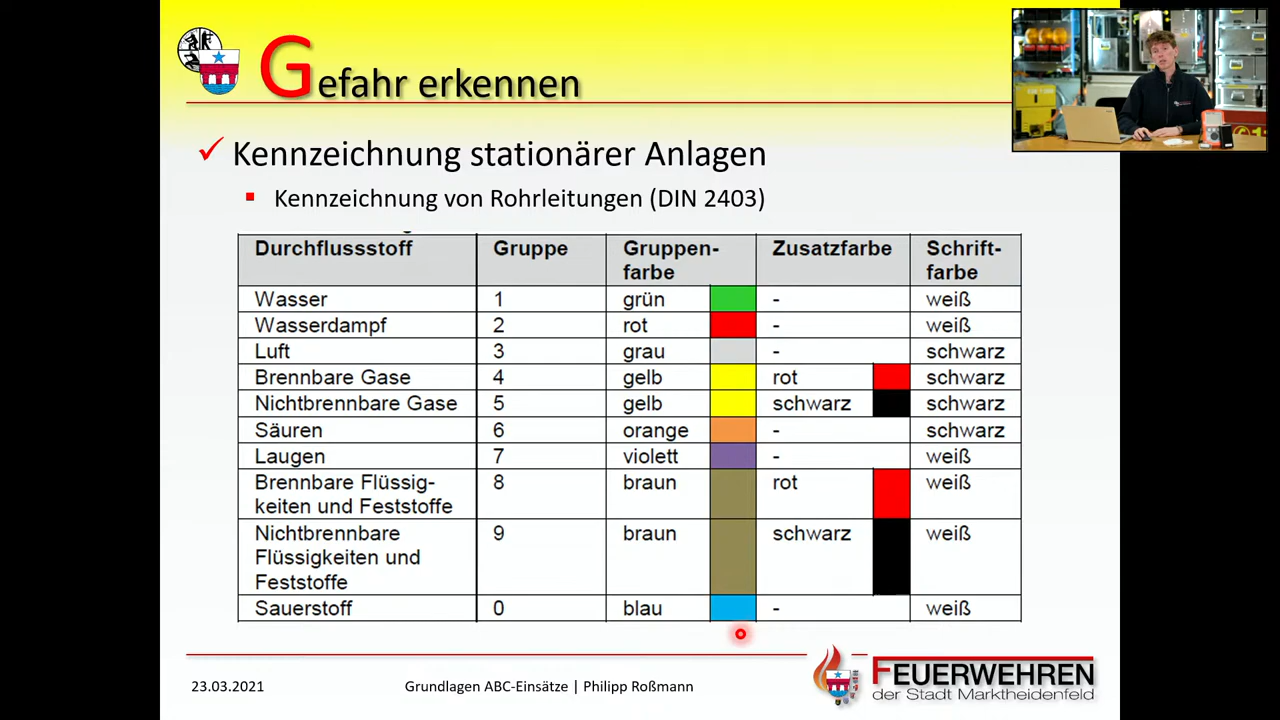 Gefahr erkennen
Kennzeichnung stationärer Anlagen
Kennzeichnung von Rohrleitungen (DIN 2403)
Durchflussstoff Gruppe Gruppen- Zusatzfarbe Schrift-
farbe farbe
Wasser 1 grün - weiß
Wasserdampf 2 rot - weiß
Luft 3 grau - schwarz
Brennbare Gase 4 gelb rot schwarz
Nichtbrennbare Gase 5 gelb schwarz schwarz
Säuren 6 orange - schwarz
Laugen 7 violett - weiß
Brennbare Flüssig- 8 braun rot weiß
keiten und Feststoffe
Nichtbrennbare 9 braun schwarz weiß
Flüssigkeiten und
Feststoffe
Sauerstoff 0 blau - weiß
23.03.2021 Grundlagen ABC-Einsätze | Philipp Roßmann
FEUERWEHREN
der Stadt Marktheidenfeld